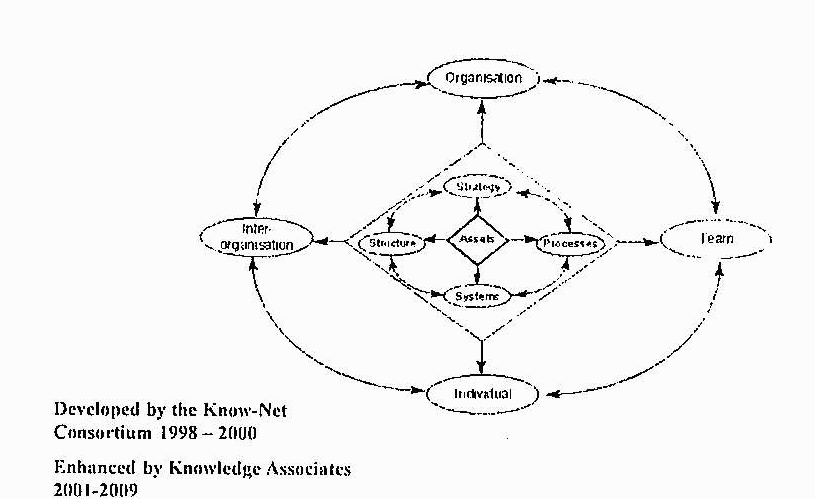 Organisation
Strategy
Inter-
organisation
Structure
Assets
Processes
Team
Systems
Individual
Developed by the Know-Net
Consortium 1998 – 2000
Enhanced by Knowledge Associates
2001-2009